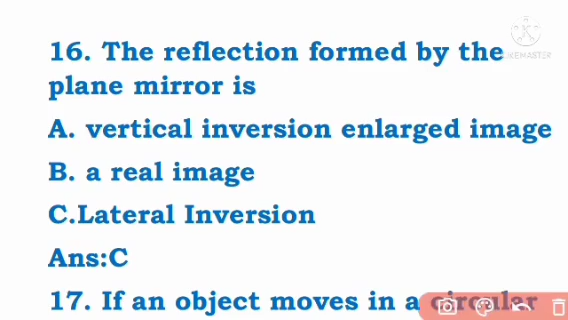 16. The reflection formed by the
plane mirror is
A. vertical inversion enlarged image
B. a real image
C.Lateral Inversion
Ans:C
17. If an object moves in a circular